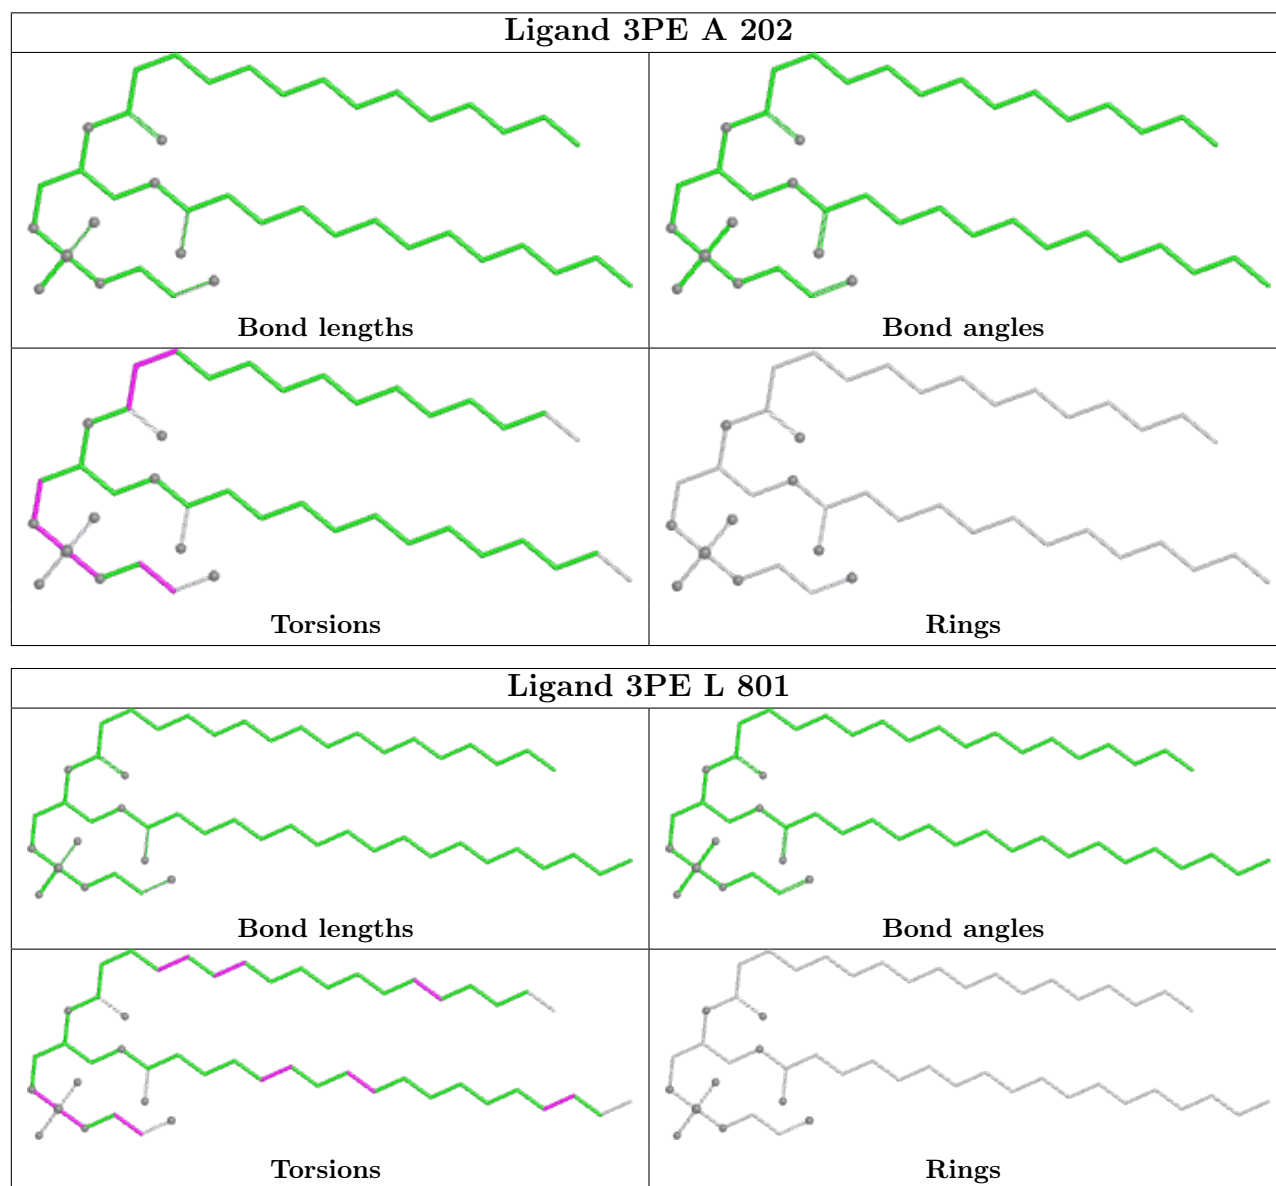 Ligand 3PE A 202
Bond lengths
Bond angles
Torsions
Rings
Ligand 3PE L 801
Bond lengths
Bond angles
Torsions
Rings